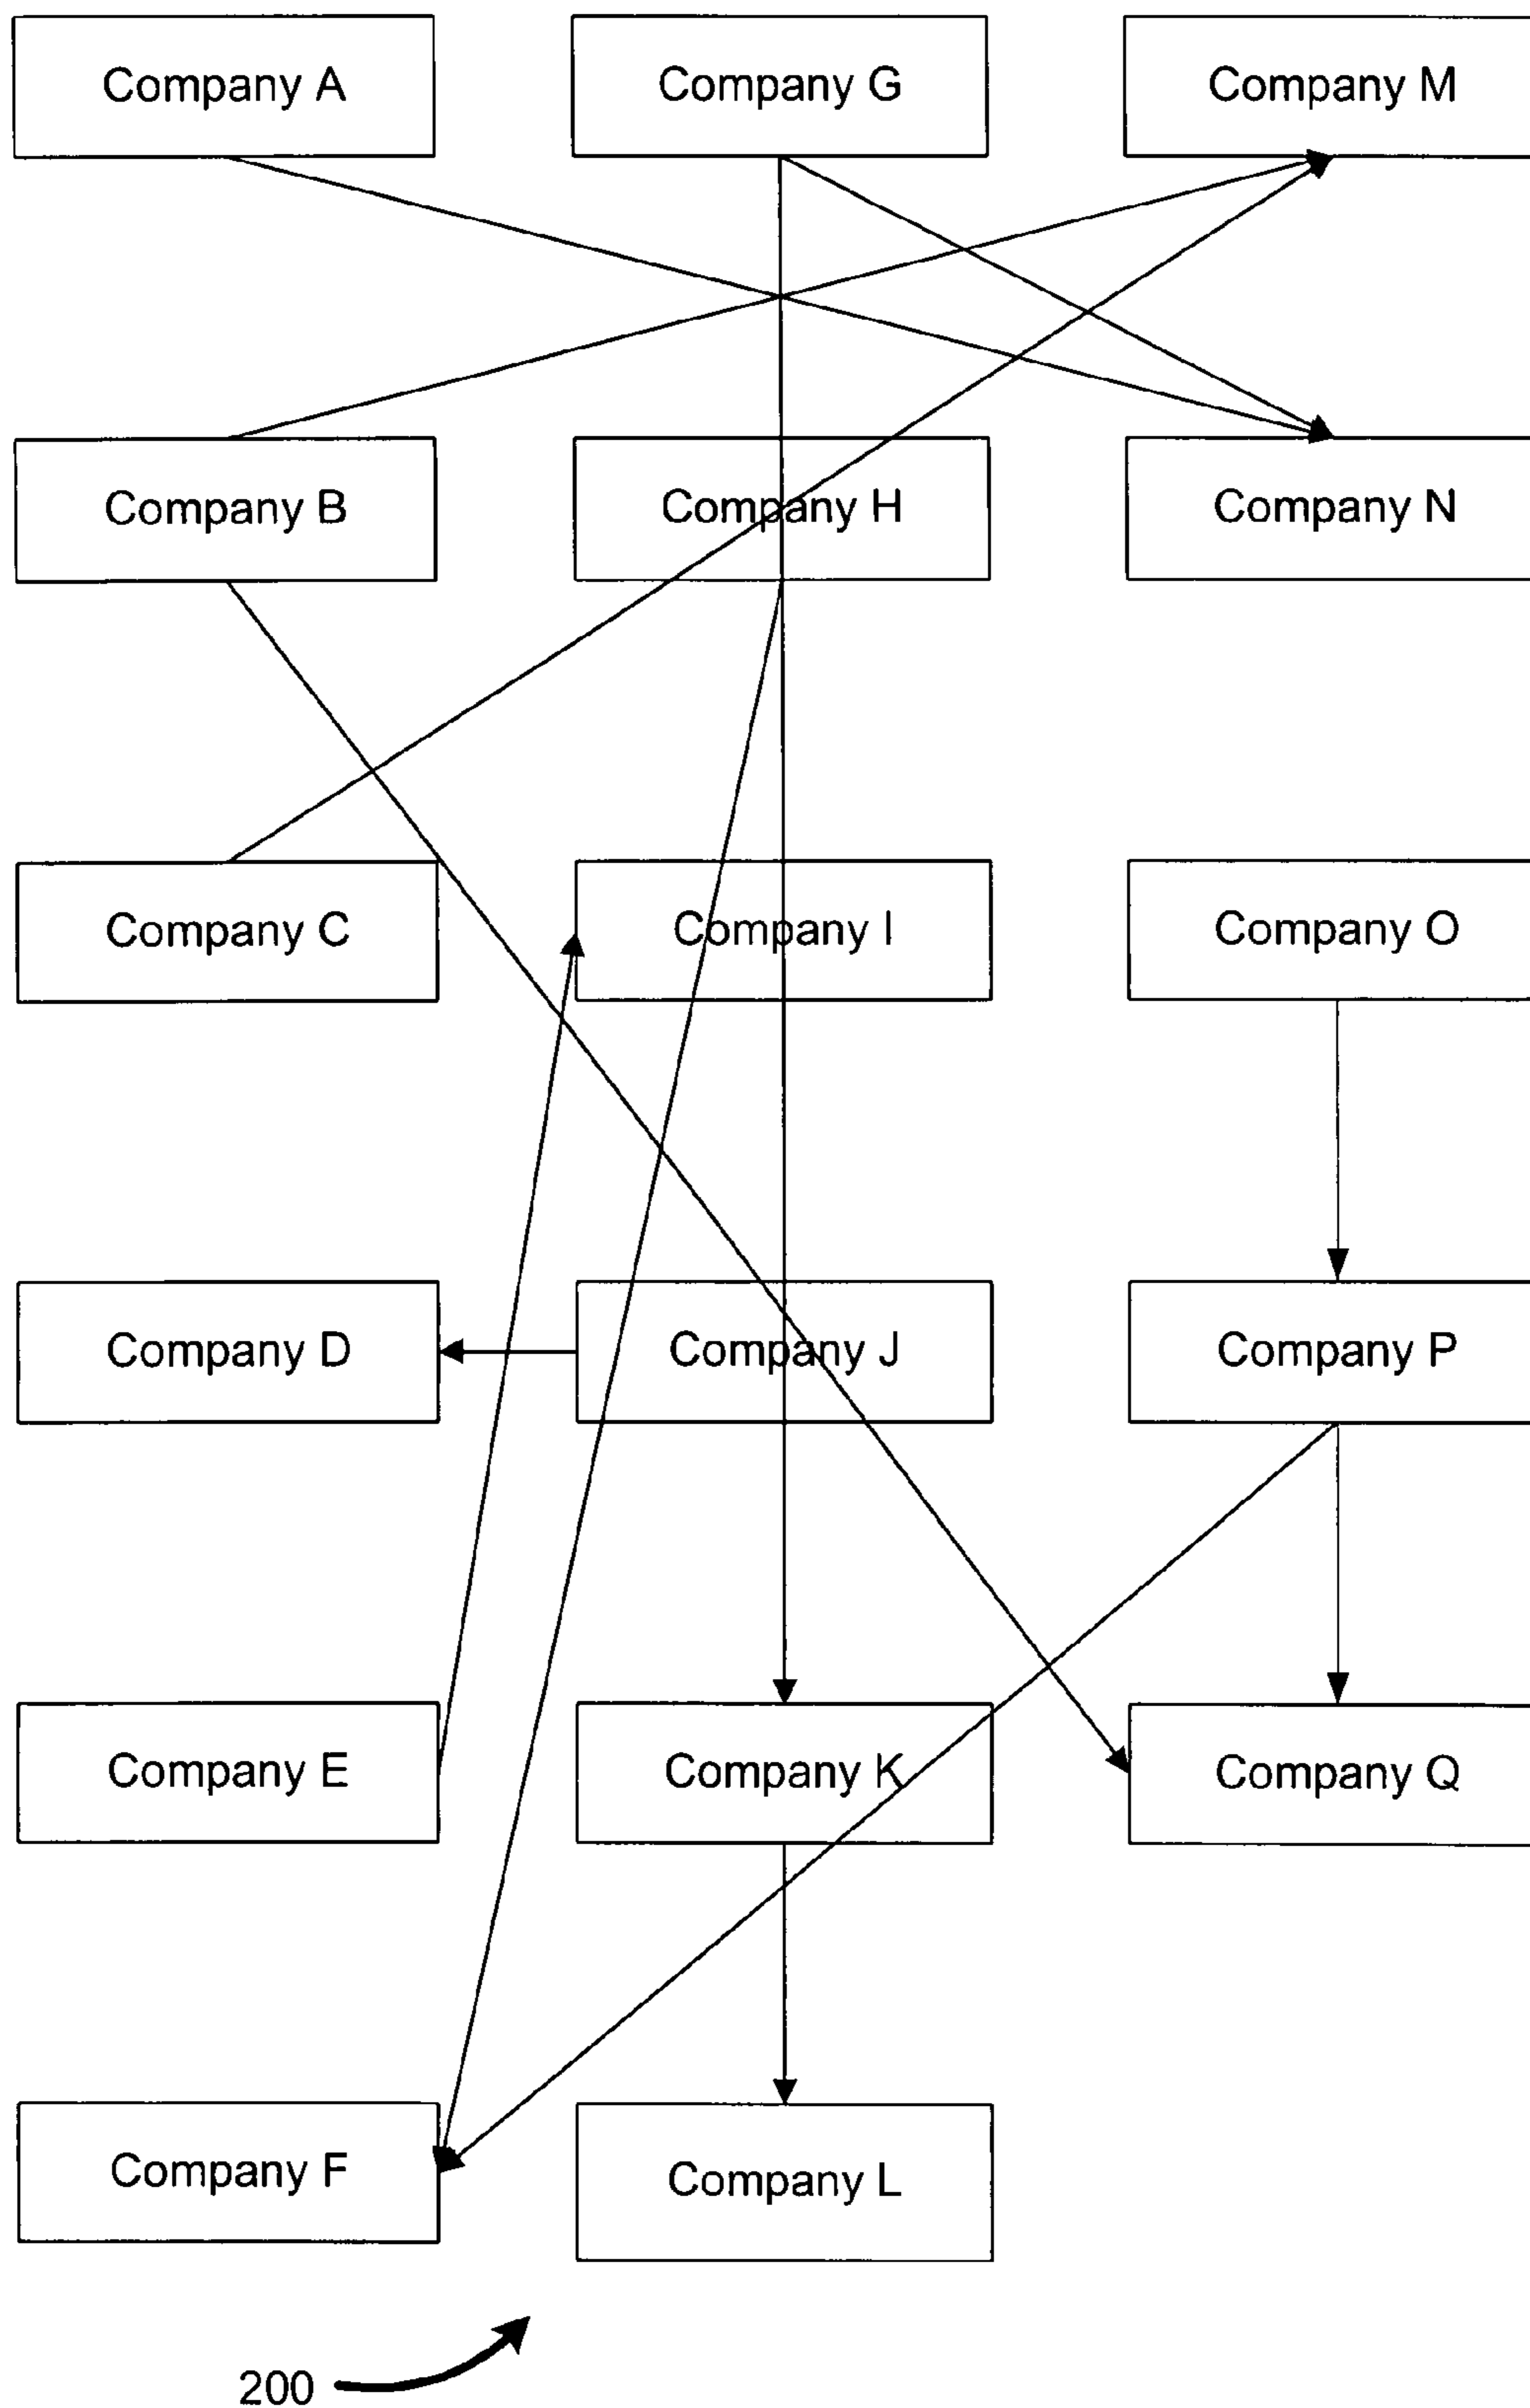 Company A
Company G
Company M
Company B
Company H
Company N
Company C
Company I
Company O
Company D
Company J
Company P
Company E
Company K
Company Q
Company F
Company L
200